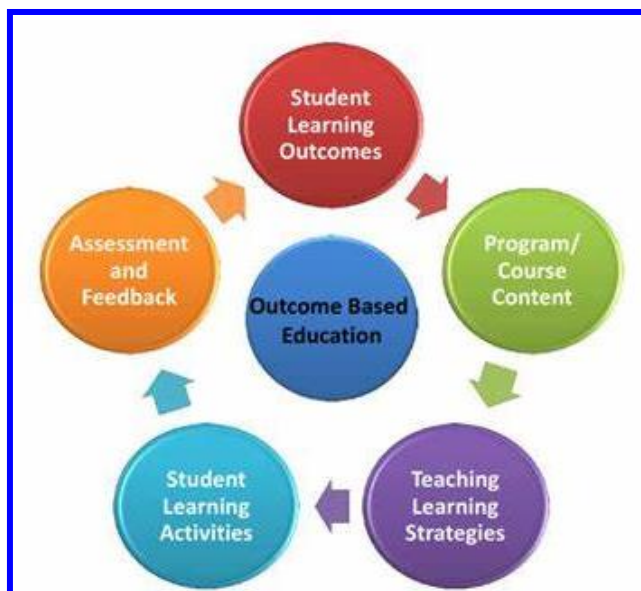 Student
Learning
Outcomes
Program/
Course
Content
Teaching
Learning
Strategies
Student
Learning
Activities
Assessment
and
Feedback
Outcome Based
Education